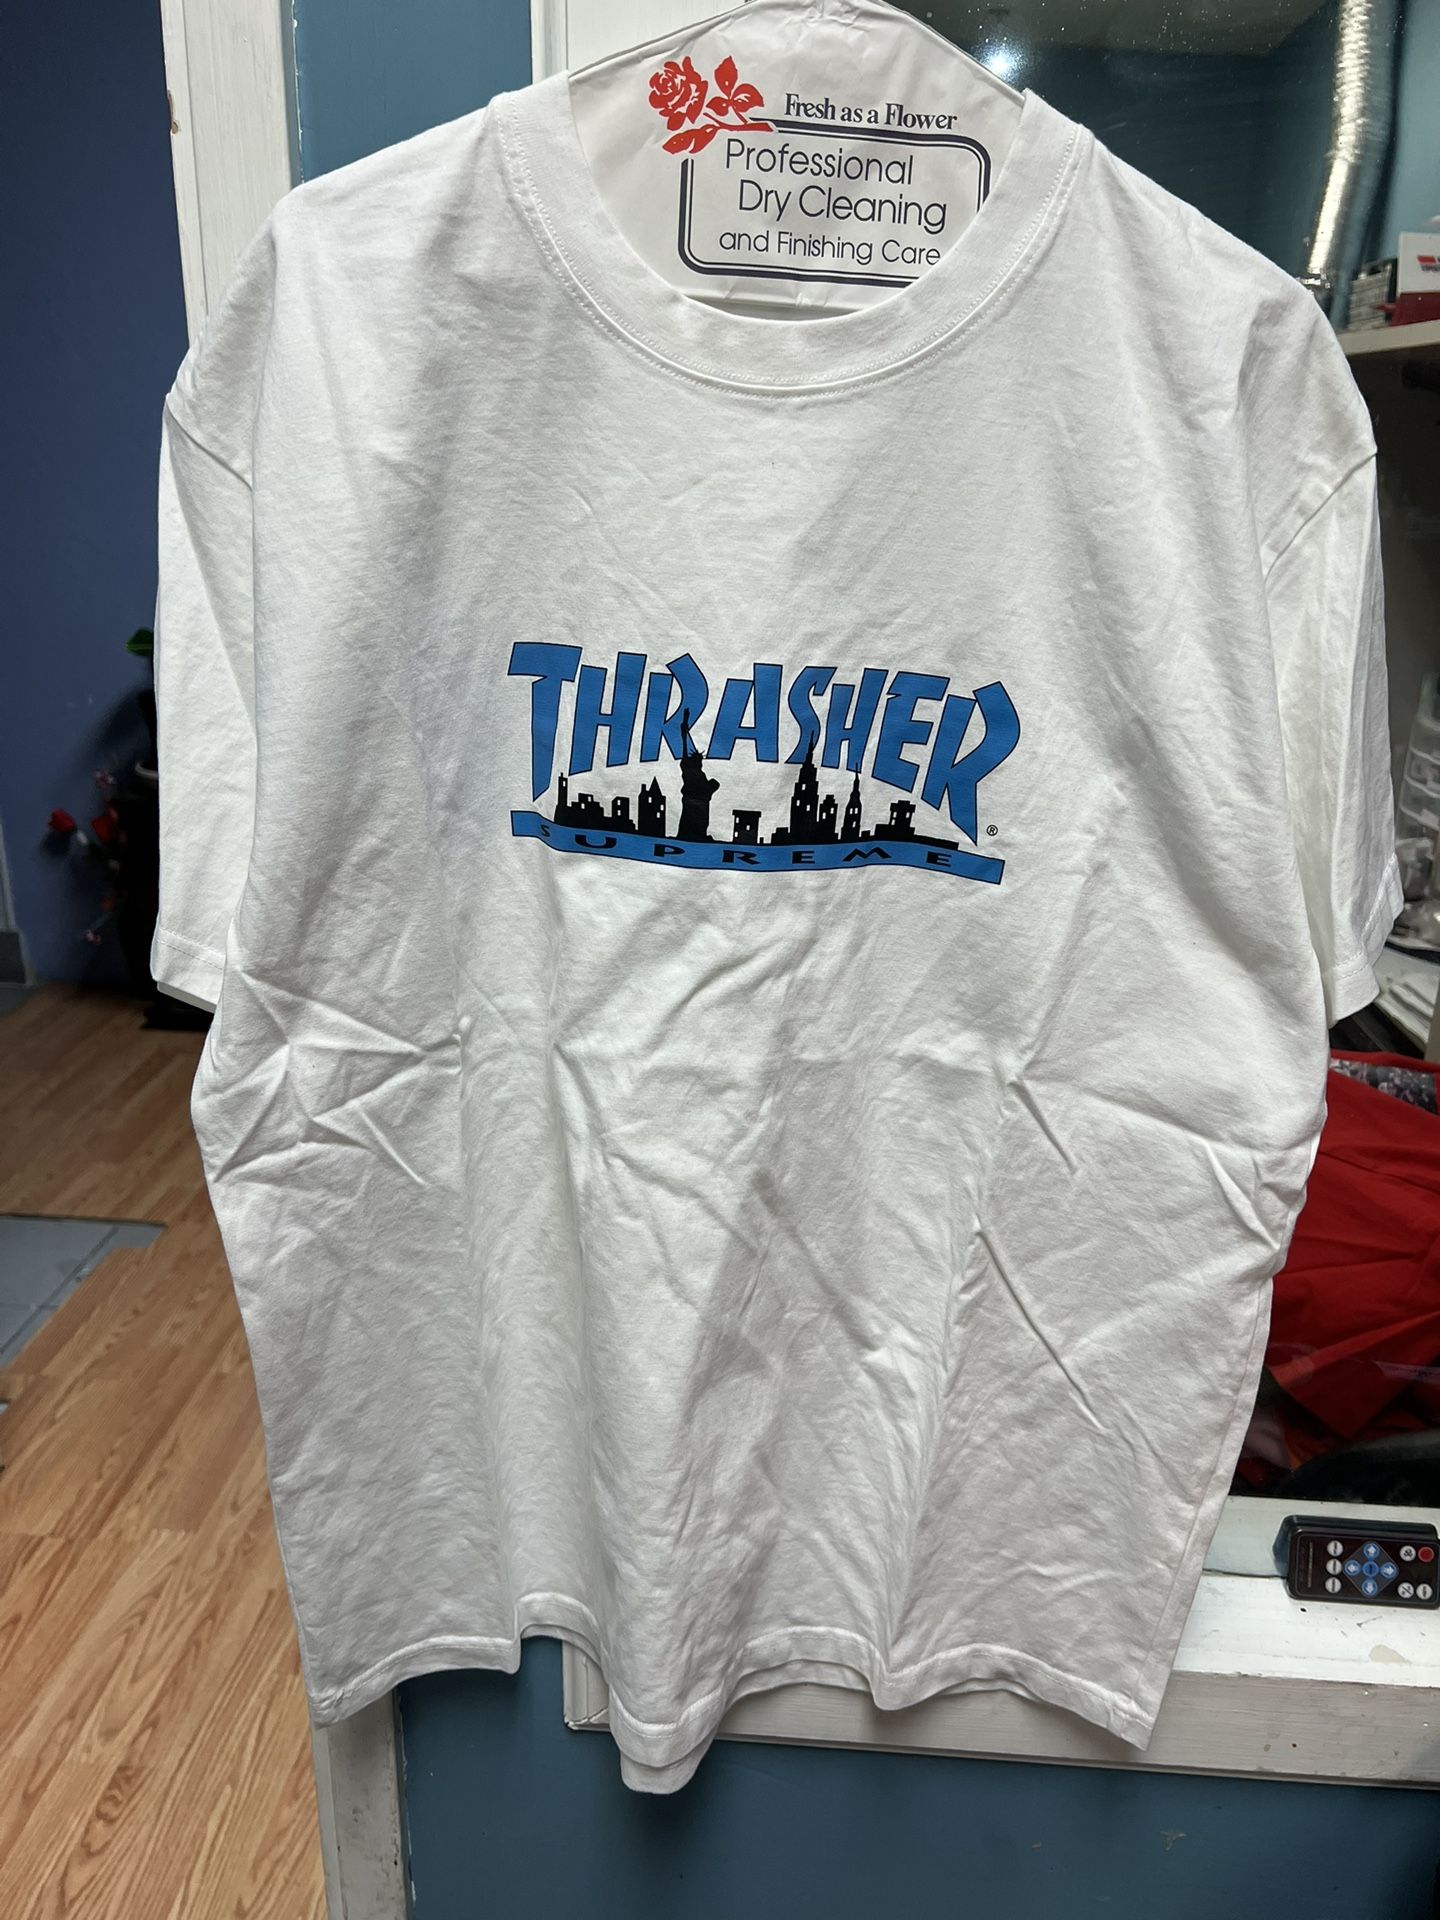 Fresh as a Flower
Professional
Dry Cleaning
and Finishing Care
THRASHER
®
SUPREME